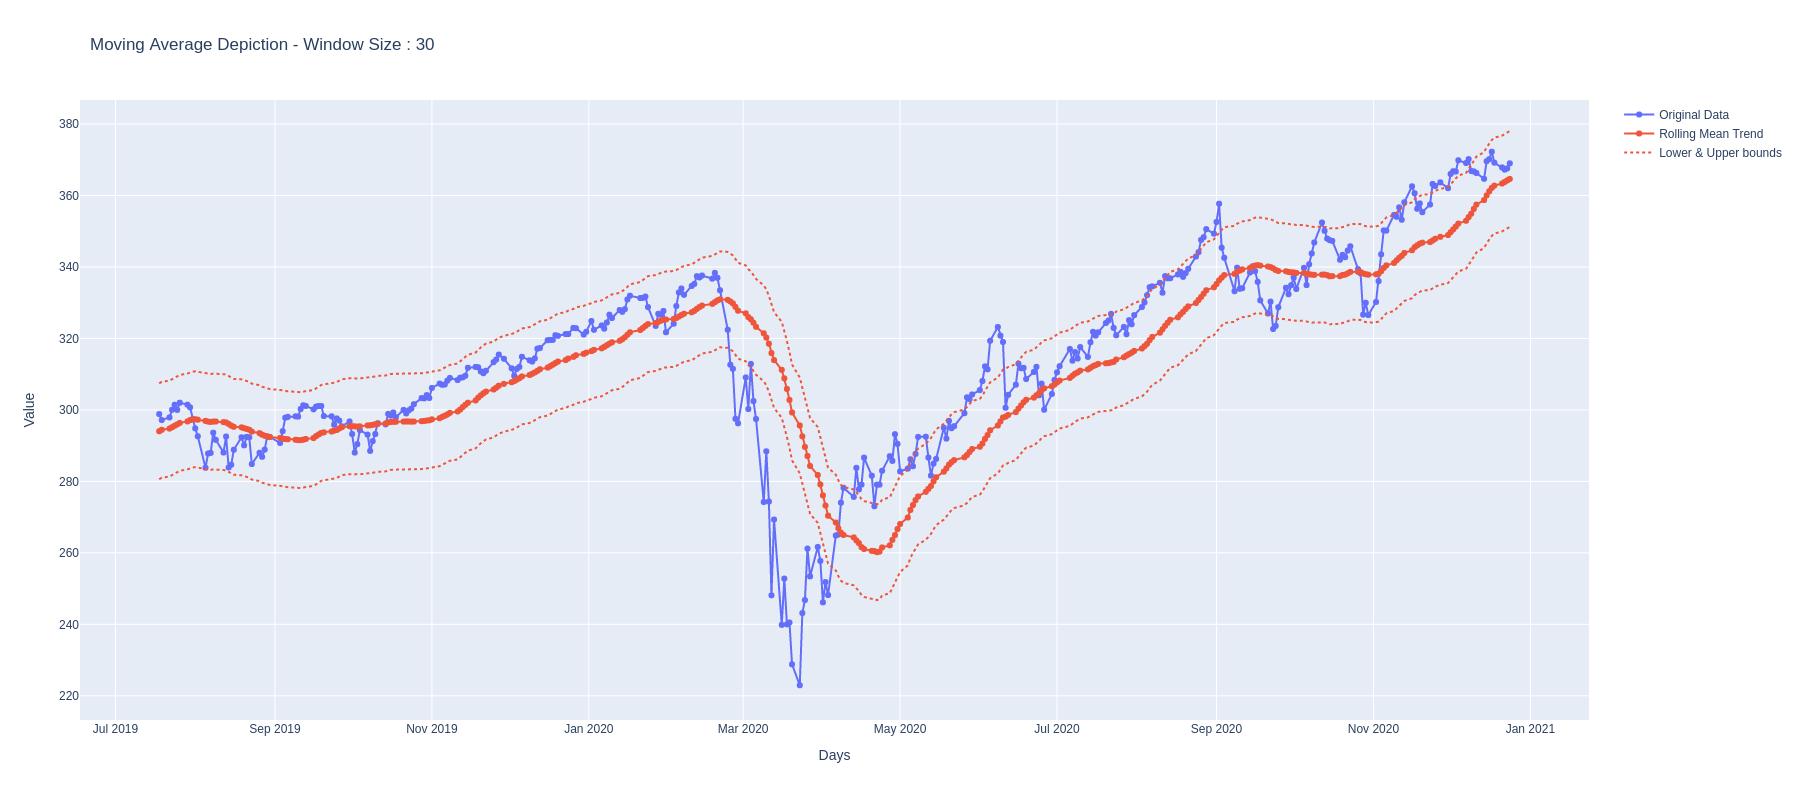 Moving Average Depiction - Window Size : 30
Original Data
Rolling Mean Trend
Lower & Upper bounds
Value
380
360
340
320
300
280
260
240
220
Jul 2019 Sep 2019 Nov 2019 Jan 2020 Mar 2020 May 2020 Jul 2020 Sep 2020 Nov 2020 Jan 2021
Days